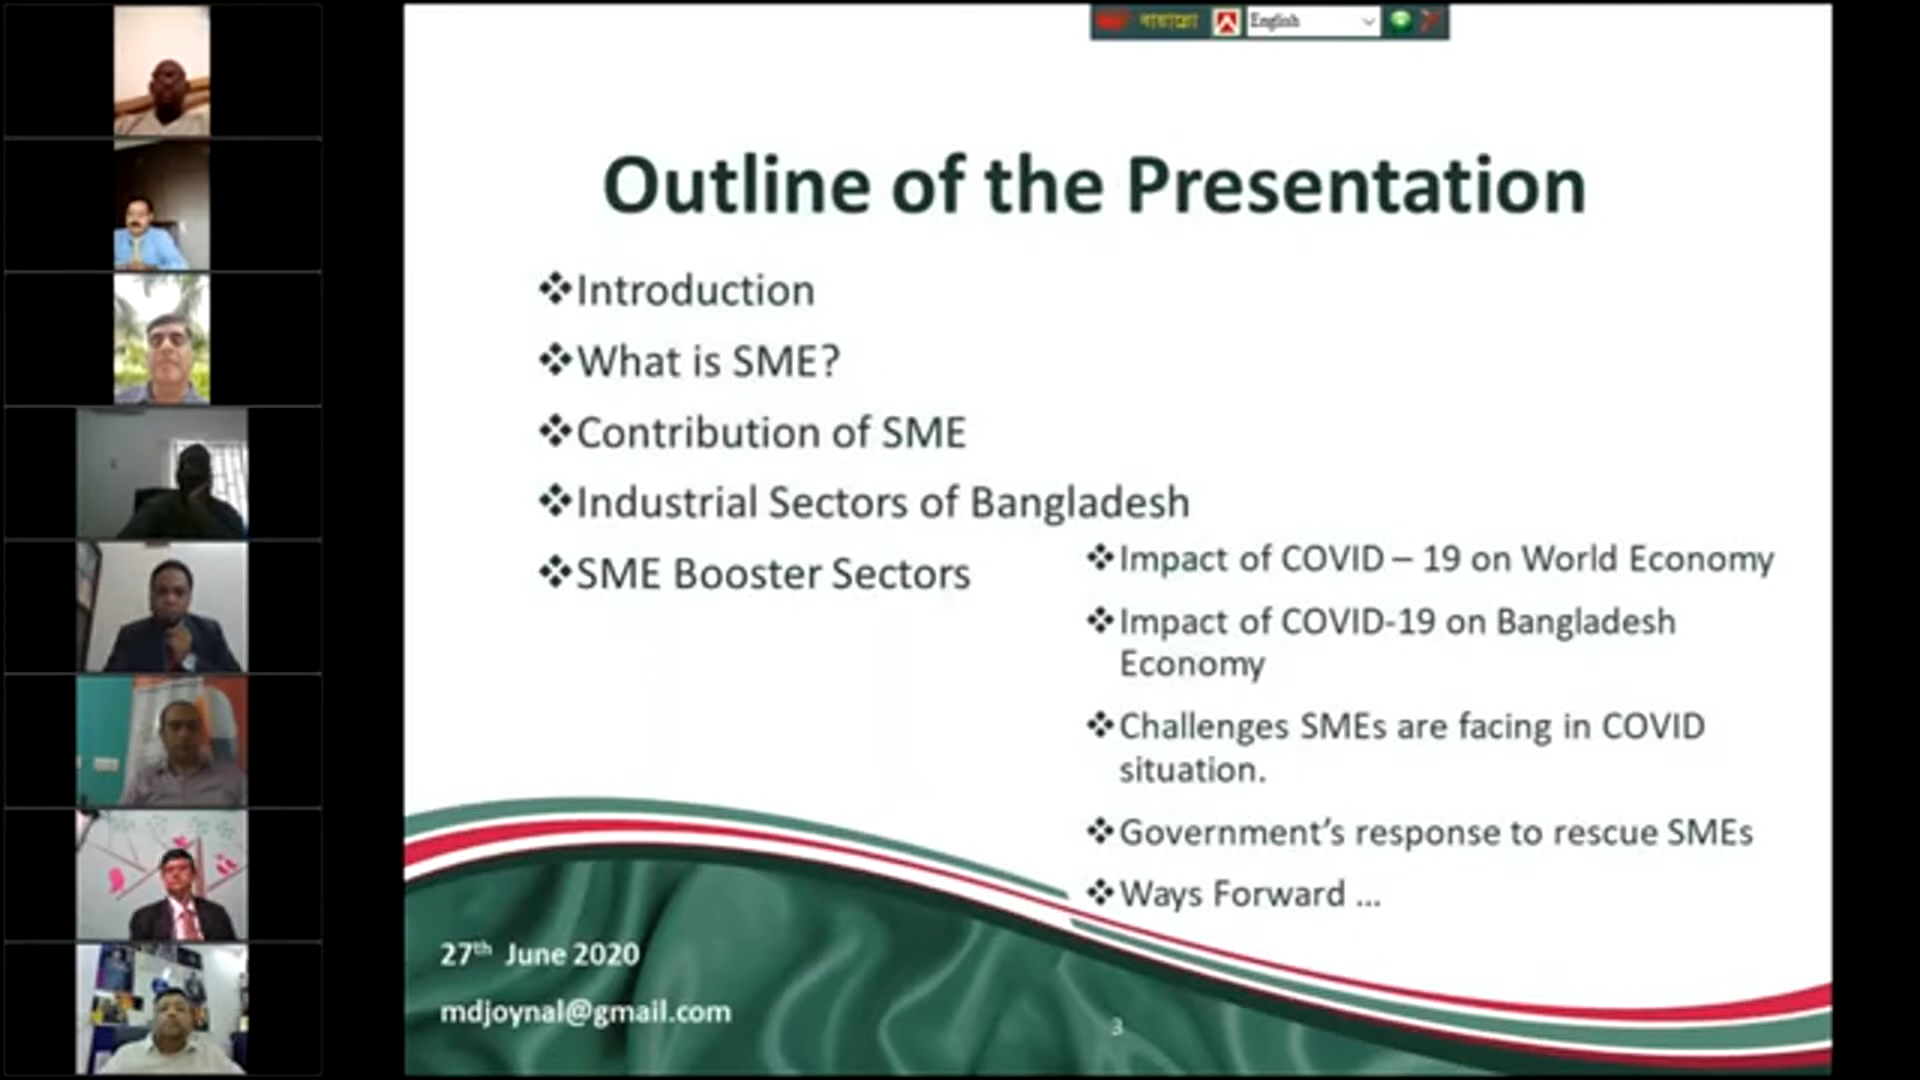 বায়ান্নো English
Outline of the Presentation
❖Introduction
❖What is SME?
❖Contribution of SME
❖Industrial Sectors of Bangladesh
❖SME Booster Sectors
❖Impact of COVID – 19 on World Economy
❖Impact of COVID-19 on Bangladesh
Economy
❖Challenges SMEs are facing in COVID
situation.
❖Government’s response to rescue SMEs
❖Ways Forward ...
27th June 2020
mdjoynal@gmail.com
3